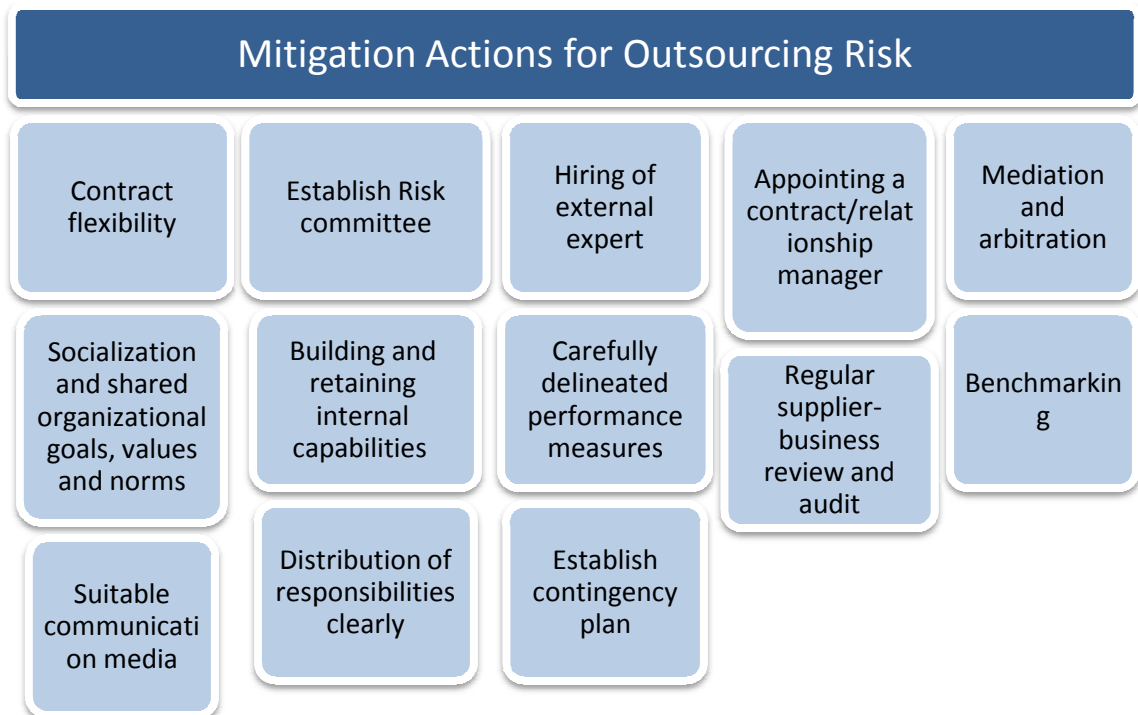 Mitigation Actions for Outsourcing Risk
Contract
flexibility
Establish Risk
committee
Hiring of
external
expert
Appointing a
contract/relat
ionship
manager
Mediation
and
arbitration
Socialization
and shared
organizational
goals, values
and norms
Building and
retaining
internal
capabilities
Carefully
delineated
performance
measures
Regular
supplier-
business
review and
audit
Benchmarkin
g
Suitable
communicati
on media
Distribution of
responsibilities
clearly
Establish
contingency
plan